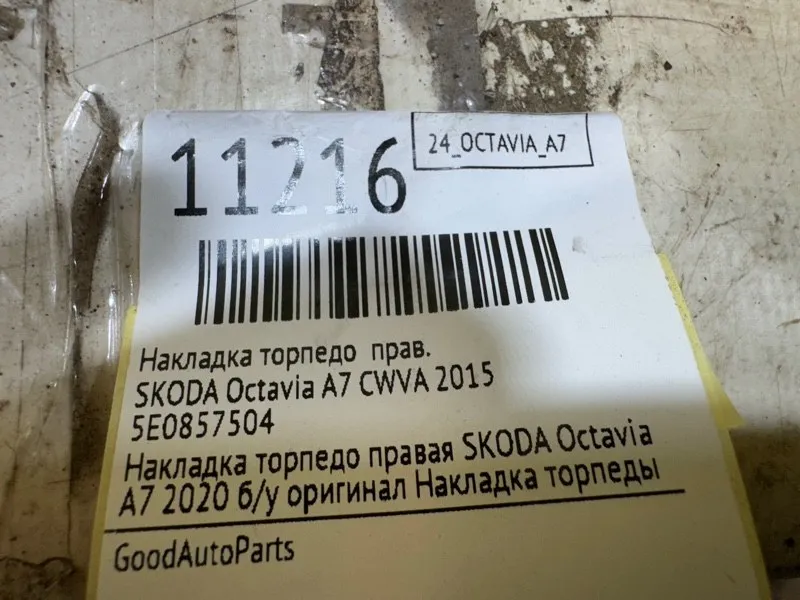 11216
24_OCTAVIA_A7
Накладка торпедо прав.
SKODA Octavia A7 CWVA 2015
5E0857504
Накладка торпедо правая SKODA Octavia
A7 2020 б/у оригинал Накладка торпеды
GoodAutoParts